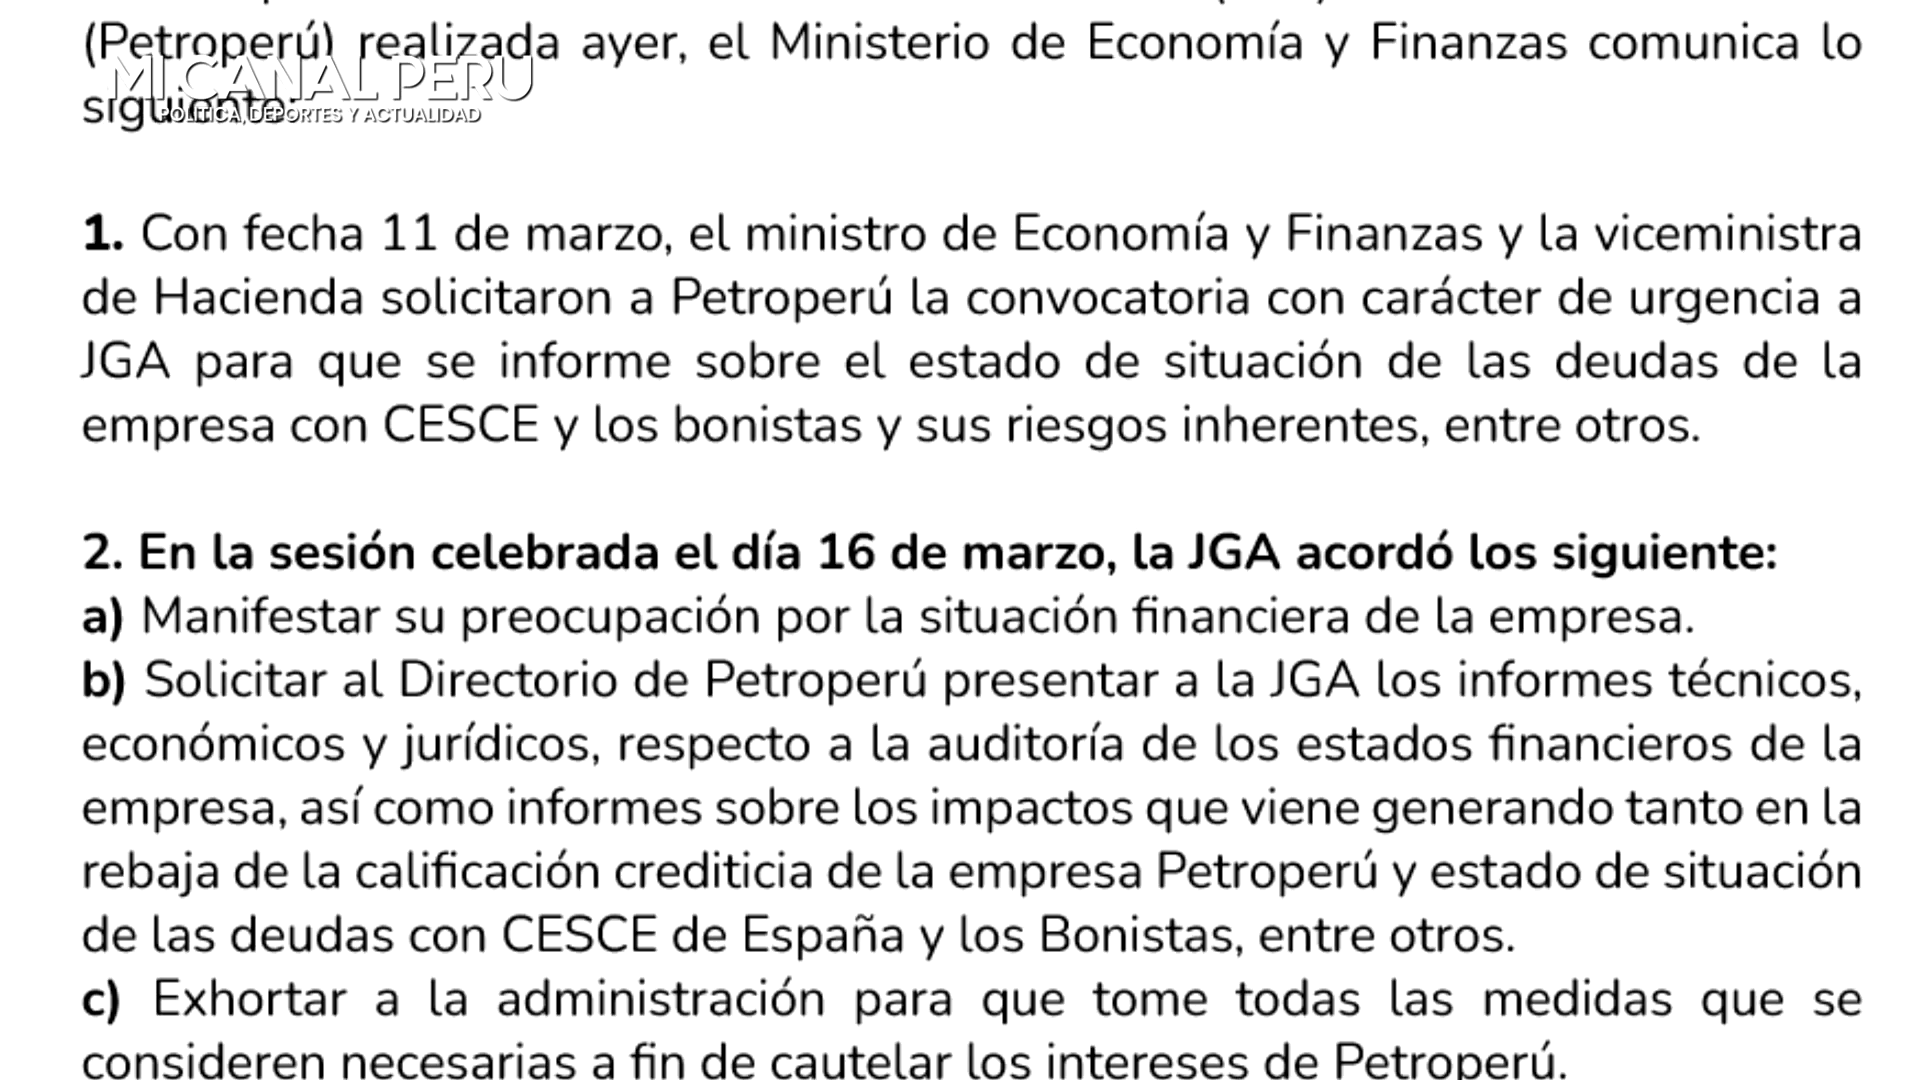 (Petroperú) realizada ayer, el Ministerio de Economía y Finanzas comunica lo
MI CANAL PERU
siguiente:
POLITICA, DEPORTES Y ACTUALIDAD
1. Con fecha 11 de marzo, el ministro de Economía y Finanzas y la viceministra
de Hacienda solicitaron a Petroperú la convocatoria con carácter de urgencia a
JGA para que se informe sobre el estado de situación de las deudas de la
empresa con CESCE y los bonistas y sus riesgos inherentes, entre otros.
2. En la sesión celebrada el día 16 de marzo, la JGA acordó los siguiente:
a) Manifestar su preocupación por la situación financiera de la empresa.
b) Solicitar al Directorio de Petroperú presentar a la JGA los informes técnicos,
económicos y jurídicos, respecto a la auditoría de los estados financieros de la
empresa, así como informes sobre los impactos que viene generando tanto en la
rebaja de la calificación crediticia de la empresa Petroperú y estado de situación
de las deudas con CESCE de España y los Bonistas, entre otros.
c) Exhortar a la administración para que tome todas las medidas que se
consideren necesarias a fin de cautelar los intereses de Petroperú.